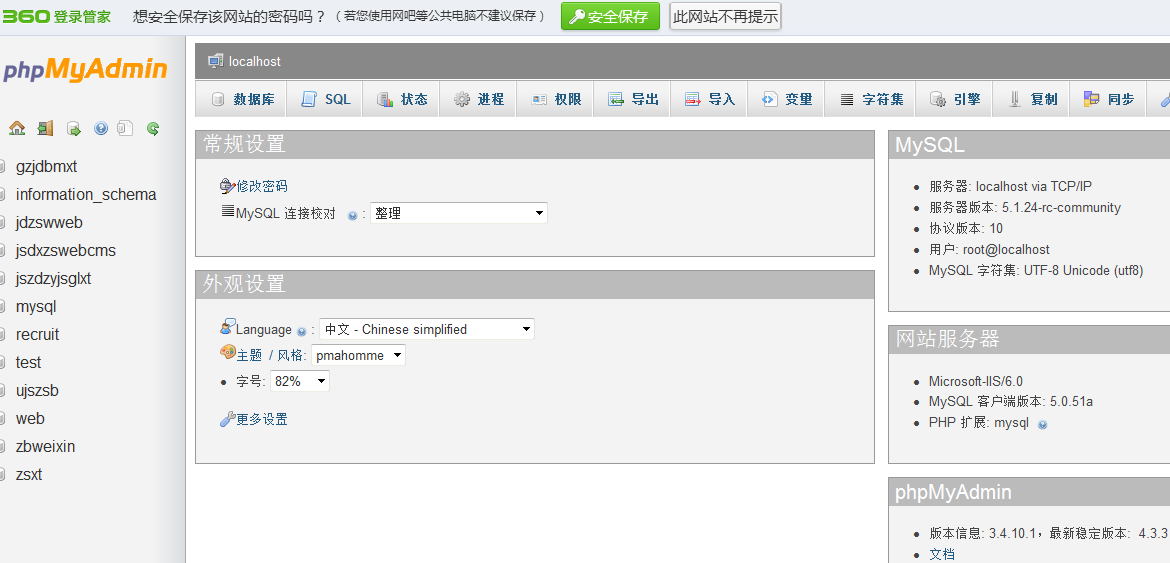 360 登录管家 想安全保存该网站的密码吗？ （若您使用网吧等公共电脑不建议保存） 安全保存 此网站不再提示
phpMyAdmin
gzjdbmxt
information_schema
jdzswweb
jsdxzswebcms
jszdzyjsglxt
mysql
recruit
test
ujszsb
web
zbweixin
zsxt
localhost
数据库 SQL 状态 进程 权限 导出 导入 变量 字符集 引擎 复制 同步
常规设置
修改密码
MySQL 连接校对 : 整理
外观设置
Language : 中文 - Chinese simplified
主题 / 风格: pmahomme
字号: 82%
更多设置
MySQL
服务器: localhost via TCP/IP
服务器版本: 5.1.24-rc-community
协议版本: 10
用户: root@localhost
MySQL 字符集: UTF-8 Unicode (utf8)
网站服务器
Microsoft-IIS/6.0
MySQL 客户端版本: 5.0.51a
PHP 扩展: mysql
phpMyAdmin
版本信息: 3.4.10.1，最新稳定版本: 4.3.3
文档